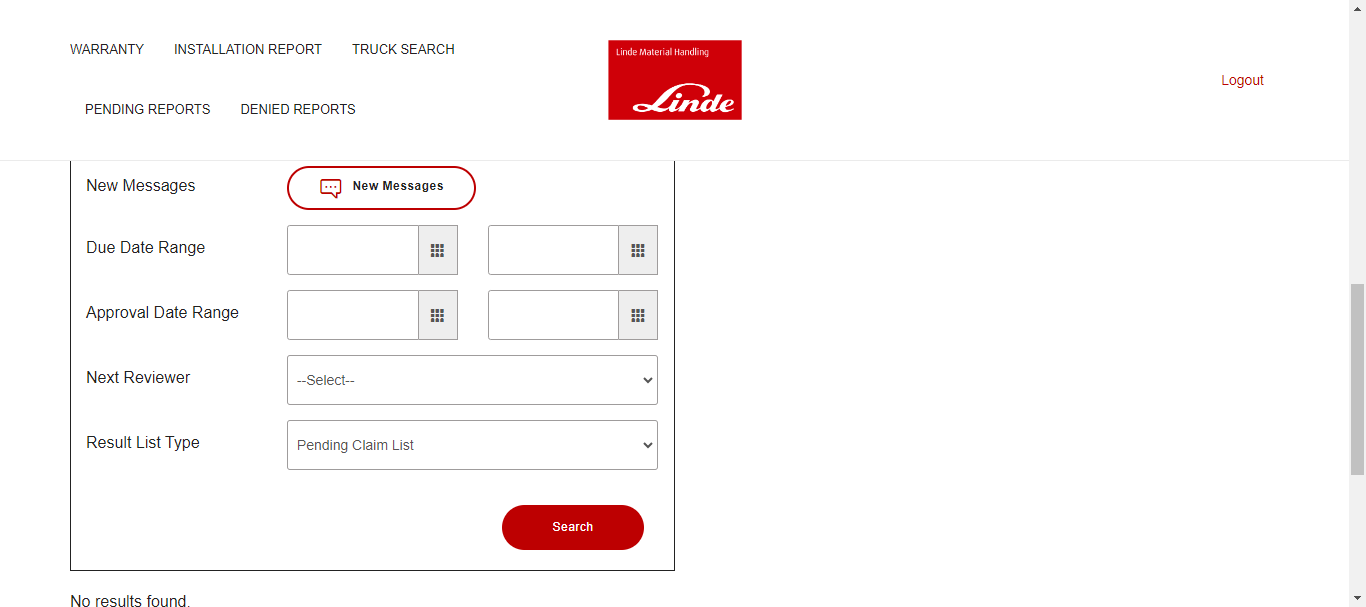 WARRANTY INSTALLATION REPORT TRUCK SEARCH
PENDING REPORTS DENIED REPORTS
Linde Material Handling
Linde
Logout
New Messages New Messages
Due Date Range
Approval Date Range
Next Reviewer --Select--
Result List Type Pending Claim List
Search
No results found.